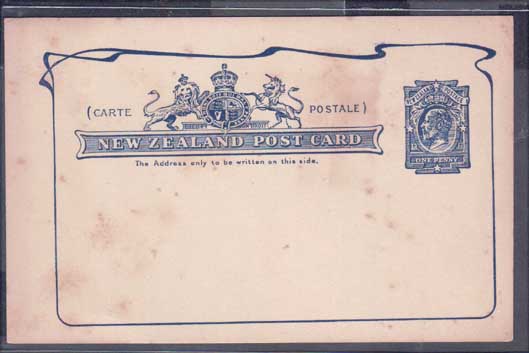 (CARTE POSTALE)
NEW ZEALAND POST CARD
The Address only to be written on this side.
ONE PENNY